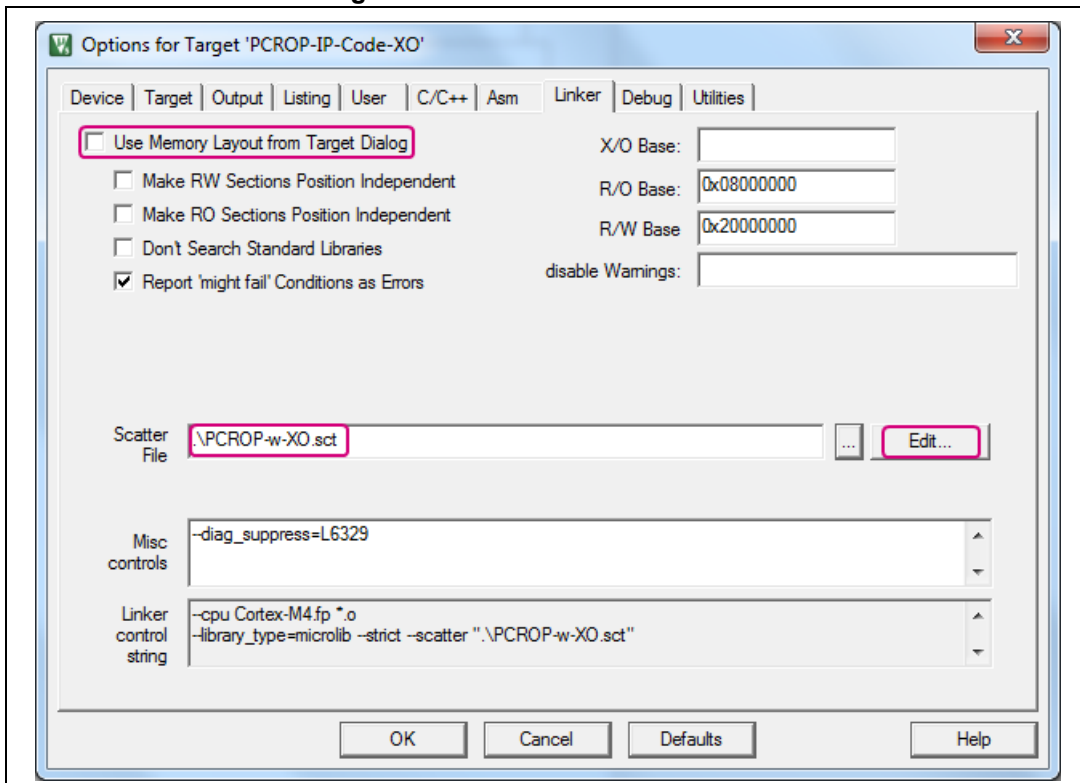 Options for Target 'PCROP-IP-Code-XO'
Device Target Output Listing User C/C++ Asm Linker Debug Utilities
Use Memory Layout from Target Dialog
Make RW Sections Position Independent
Make RO Sections Position Independent
Don't Search Standard Libraries
Report 'might fail' Conditions as Errors
X/O Base:
R/O Base: 0x08000000
R/W Base 0x20000000
disable Warnings:
Scatter
File
.\PCROP-w-XO.sct
...
Edit...
Misc
controls
--diag_suppress=L6329
Linker
control
string
--cpu Cortex-M4.fp *.o
--library_type=microlib --strict --scatter ".\PCROP-w-XO.sct"
OK Cancel Defaults Help